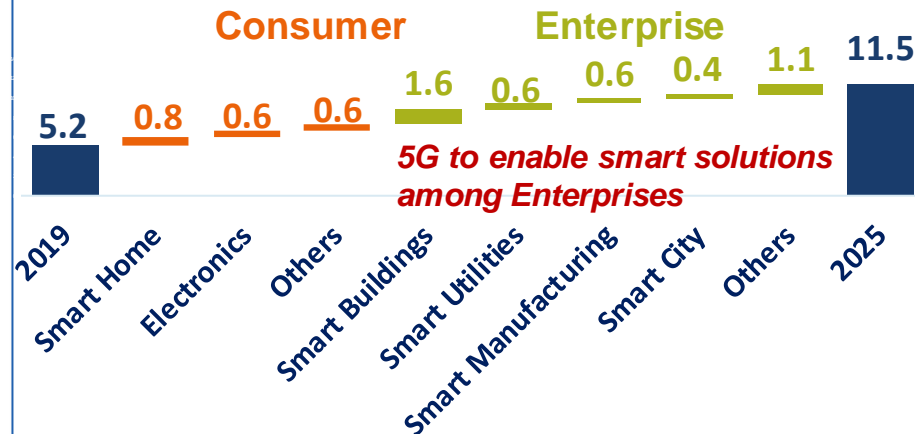 Consumer Enterprise
5.2 0.8 0.6 0.6 1.6 0.6 0.6 0.4 1.1 11.5
5G to enable smart solutions
among Enterprises
2019
Smart Home
Electronics
Others
Smart Buildings
Smart Utilities
Smart Manufacturing
Smart City
Others
2025